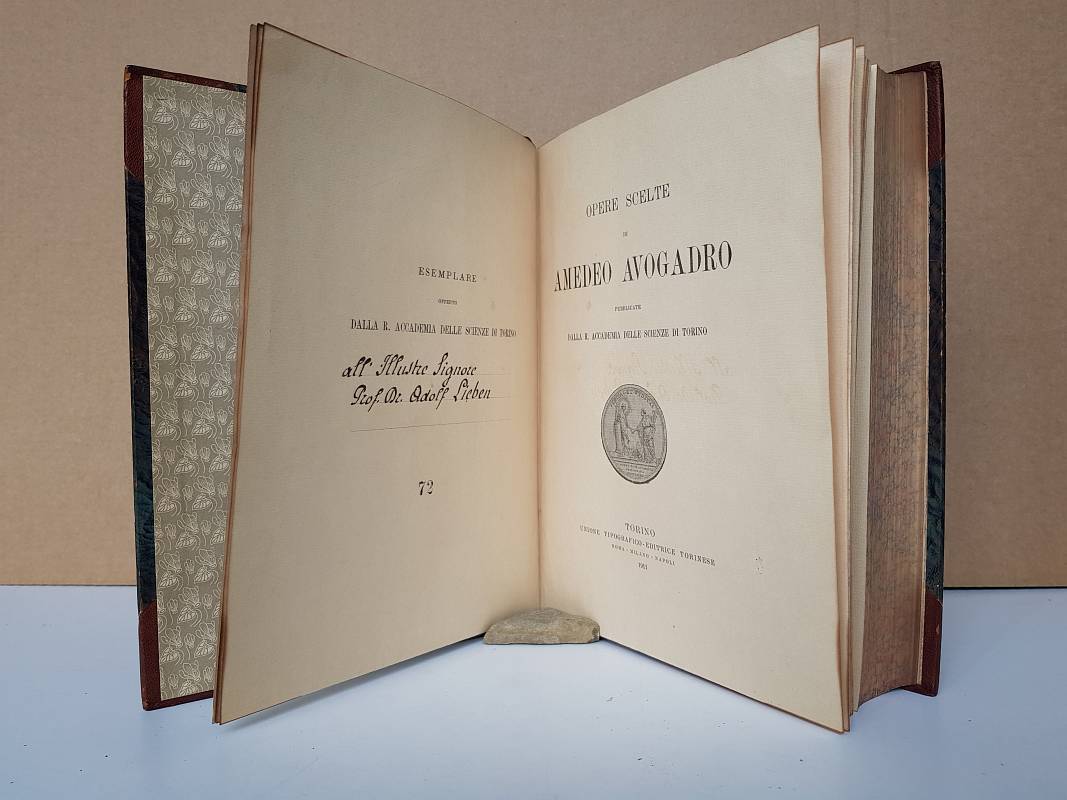 ESEMPLARE
OFFERTO
DALLA R. ACCADEMIA DELLE SCIENZE DI TORINO
all' Illustre Signore
Prof. Dr. Adolf Lieben
72
OPERE SCELTE
DI
AMEDEO AVOGADRO
PUBBLICATE
DALLA R. ACCADEMIA DELLE SCIENZE DI TORINO
TORINO
UNIONE TIPOGRAFICO-EDITRICE TORINESE
ROMA - MILANO - NAPOLI
1911